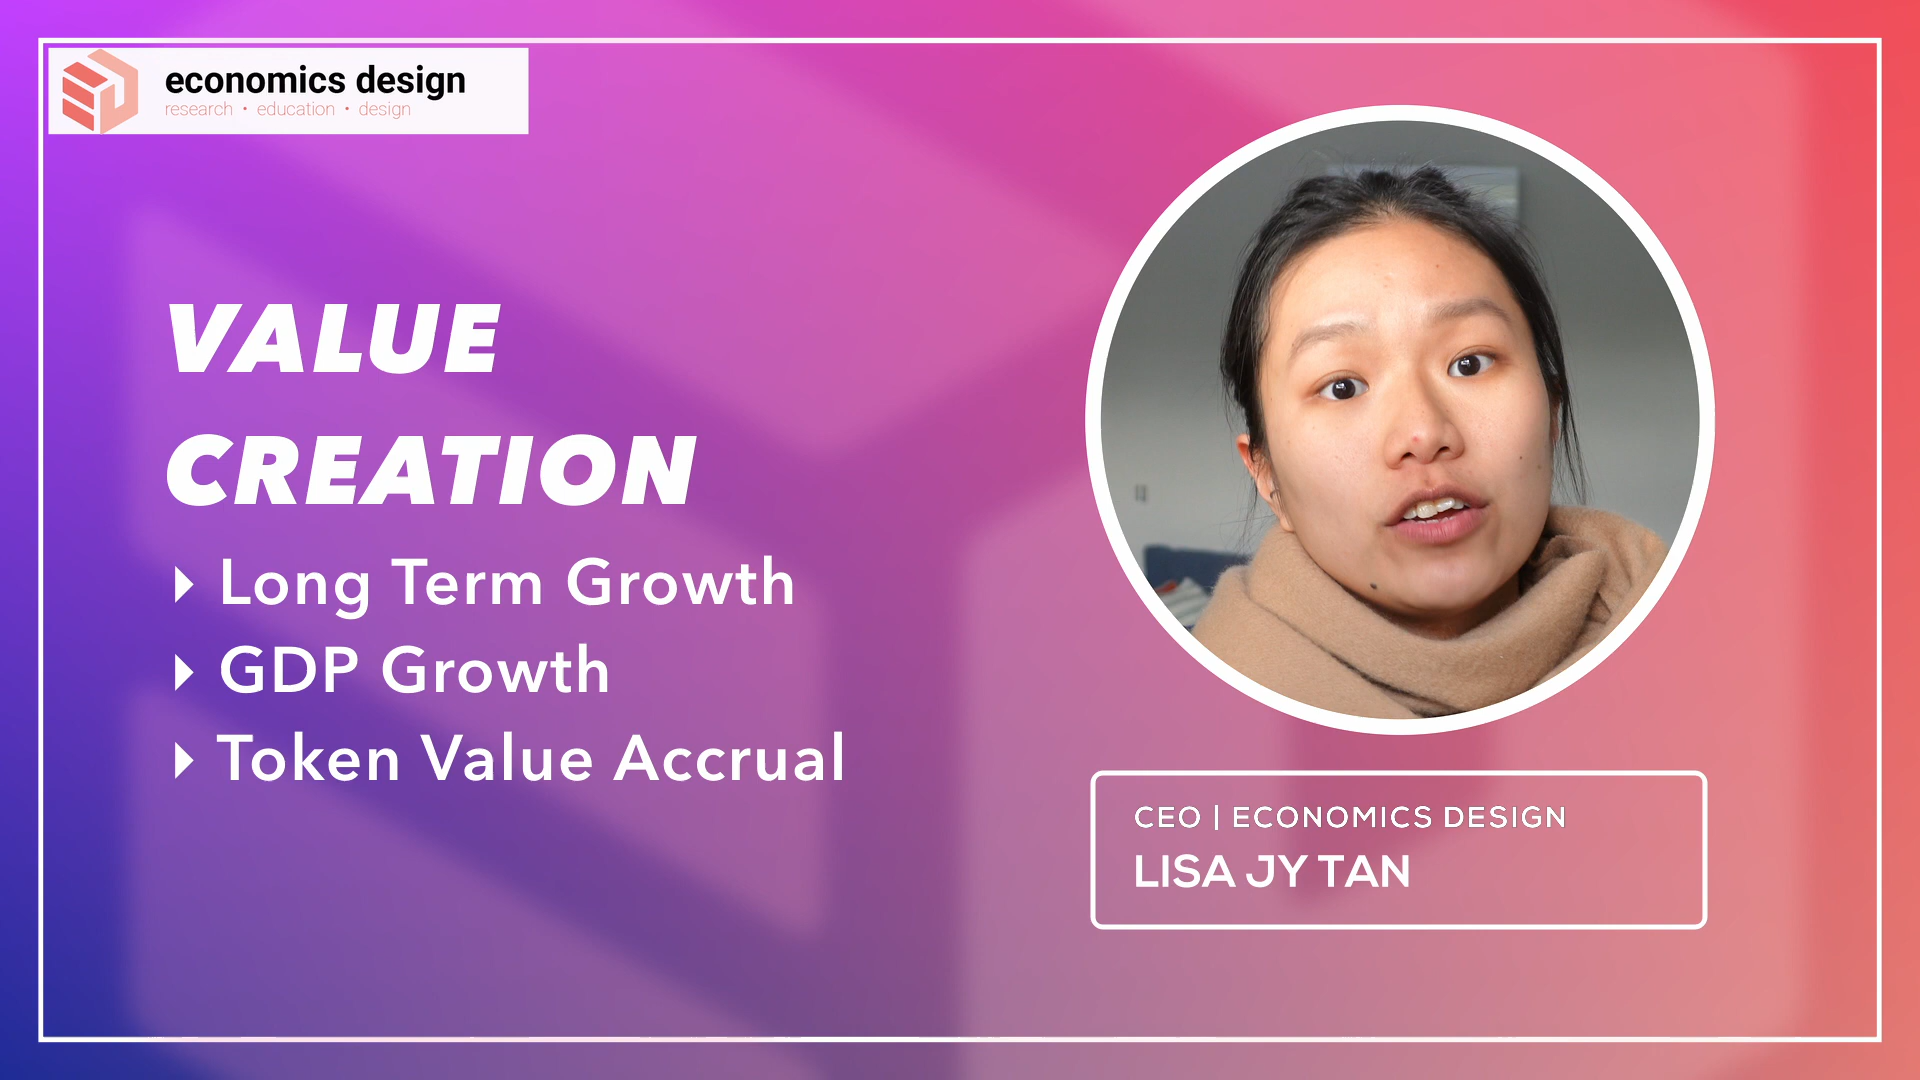 economics design
research • education • design
VALUE
CREATION
Long Term Growth
GDP Growth
Token Value Accrual
CEO | ECONOMICS DESIGN
LISA JY TAN